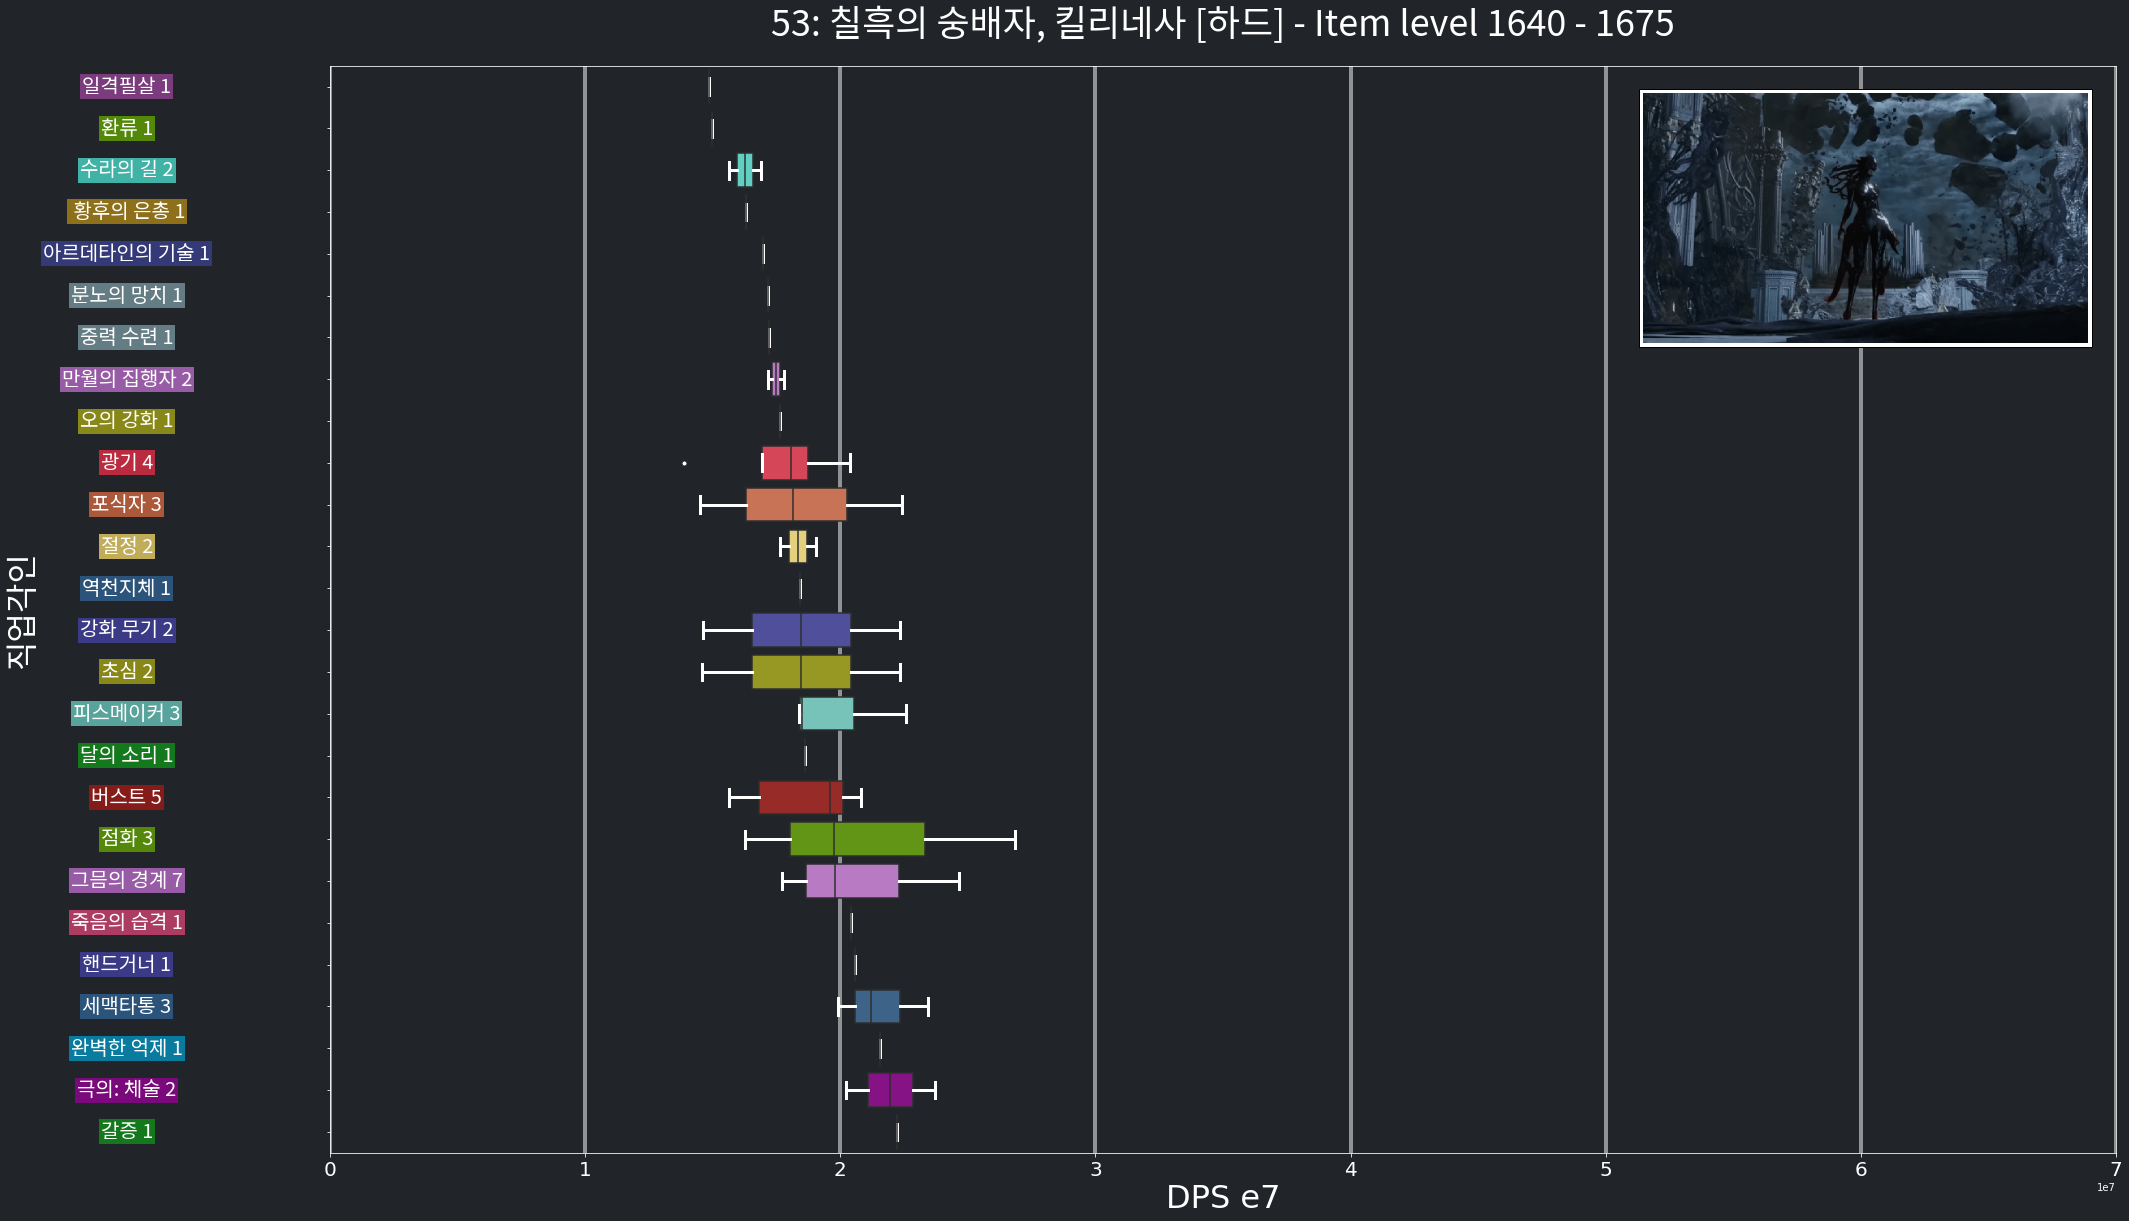 53: 칠흑의 숭배자, 킬리네사 [하드] - Item level 1640 - 1675
일격필살 1
환류 1
수라의 길 2
황후의 은총 1
아르데타인의 기술 1
분노의 망치 1
중력 수련 1
만월의 집행자 2
오의 강화 1
광기 4
포식자 3
절정 2
역천지체 1
강화 무기 2
초심 2
피스메이커 3
달의 소리 1
버스트 5
점화 3
그믐의 경계 7
죽음의 습격 1
핸드거너 1
세맥타통 3
완벽한 억제 1
극의: 체술 2
갈증 1
직업각인
0 1 2 3 4 5 6 7
1e7
DPS e7